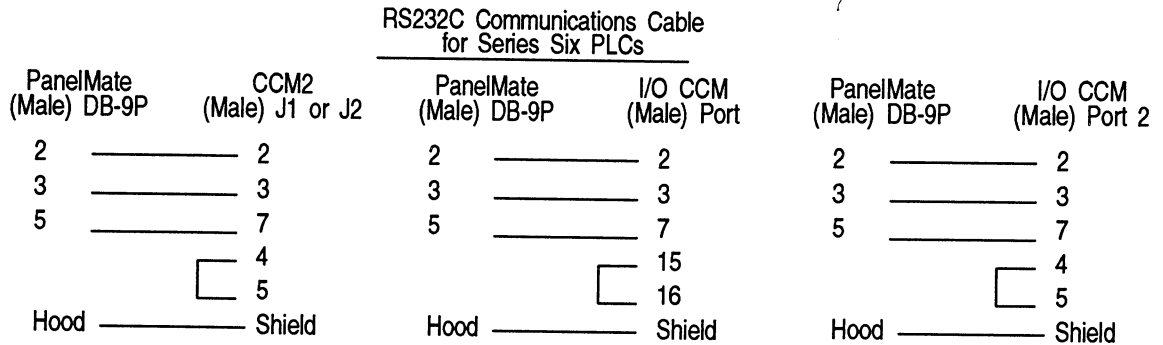 RS232C Communications Cable
for Series Six PLCs
PanelMate CCM2 PanelMate I/O CCM PanelMate I/O CCM
(Male) DB-9P (Male) J1 or J2 (Male) DB-9P (Male) Port (Male) DB-9P (Male) Port 2
2 2 2 2 2 2
3 3 3 3 3 3
5 7 5 7 5 7
4 15 4
5 16 5
Hood Shield Hood Shield Hood Shield